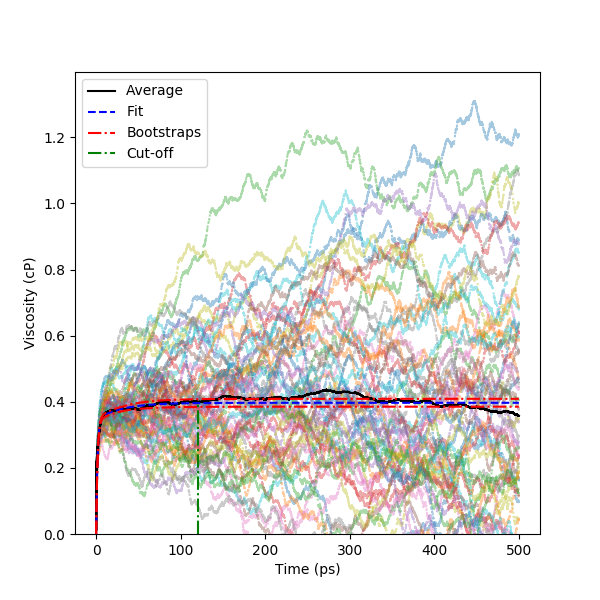 Average
Fit
Bootstraps
Cut-off
1.2
1.0
0.8
0.6
0.4
0.2
0.0
Viscosity (cP)
0 100 200 300 400 500
Time (ps)